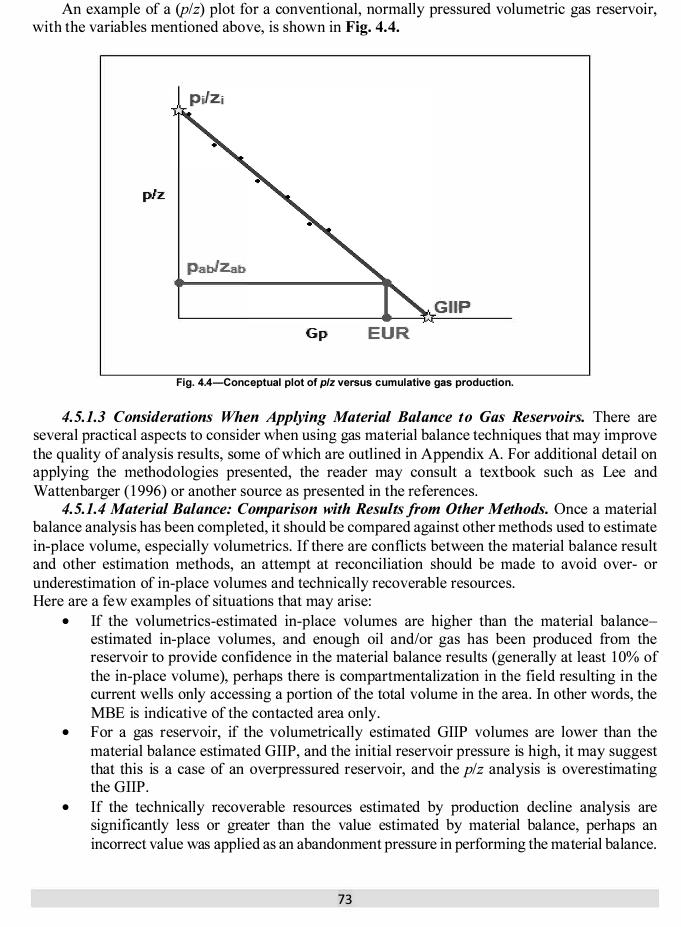 An example of a (p/z) plot for a conventional, normally pressured volumetric gas reservoir,
with the variables mentioned above, is shown in Fig. 4.4.
pi/zi
p/z
pab/zab
GIIP
Gp
EUR
Fig. 4.4—Conceptual plot of p/z versus cumulative gas production.
4.5.1.3 Considerations When Applying Material Balance to Gas Reservoirs. There are
several practical aspects to consider when using gas material balance techniques that may improve
the quality of analysis results, some of which are outlined in Appendix A. For additional detail on
applying the methodologies presented, the reader may consult a textbook such as Lee and
Wattenbarger (1996) or another source as presented in the references.
4.5.1.4 Material Balance: Comparison with Results from Other Methods. Once a material
balance analysis has been completed, it should be compared against other methods used to estimate
in-place volume, especially volumetrics. If there are conflicts between the material balance result
and other estimation methods, an attempt at reconciliation should be made to avoid over- or
underestimation of in-place volumes and technically recoverable resources.
Here are a few examples of situations that may arise:
• If the volumetrics-estimated in-place volumes are higher than the material balance–
estimated in-place volumes, and enough oil and/or gas has been produced from the
reservoir to provide confidence in the material balance results (generally at least 10% of
the in-place volume), perhaps there is compartmentalization in the field resulting in the
current wells only accessing a portion of the total volume in the area. In other words, the
MBE is indicative of the contacted area only.
• For a gas reservoir, if the volumetrically estimated GIIP volumes are lower than the
material balance estimated GIIP, and the initial reservoir pressure is high, it may suggest
that this is a case of an overpressured reservoir, and the p/z analysis is overestimating
the GIIP.
• If the technically recoverable resources estimated by production decline analysis are
significantly less or greater than the value estimated by material balance, perhaps an
incorrect value was applied as an abandonment pressure in performing the material balance.
73